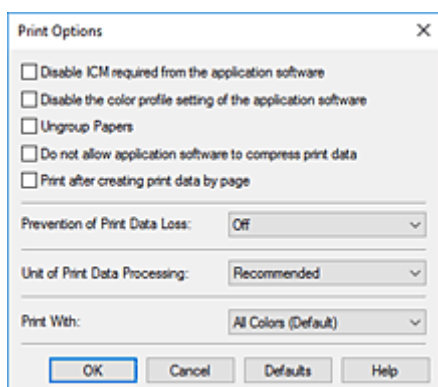 Print Options
Disable ICM required from the application software
Disable the color profile setting of the application software
Ungroup Papers
Do not allow application software to compress print data
Print after creating print data by page
Prevention of Print Data Loss: Off
Unit of Print Data Processing: Recommended
Print With: All Colors (Default)
OK Cancel Defaults Help